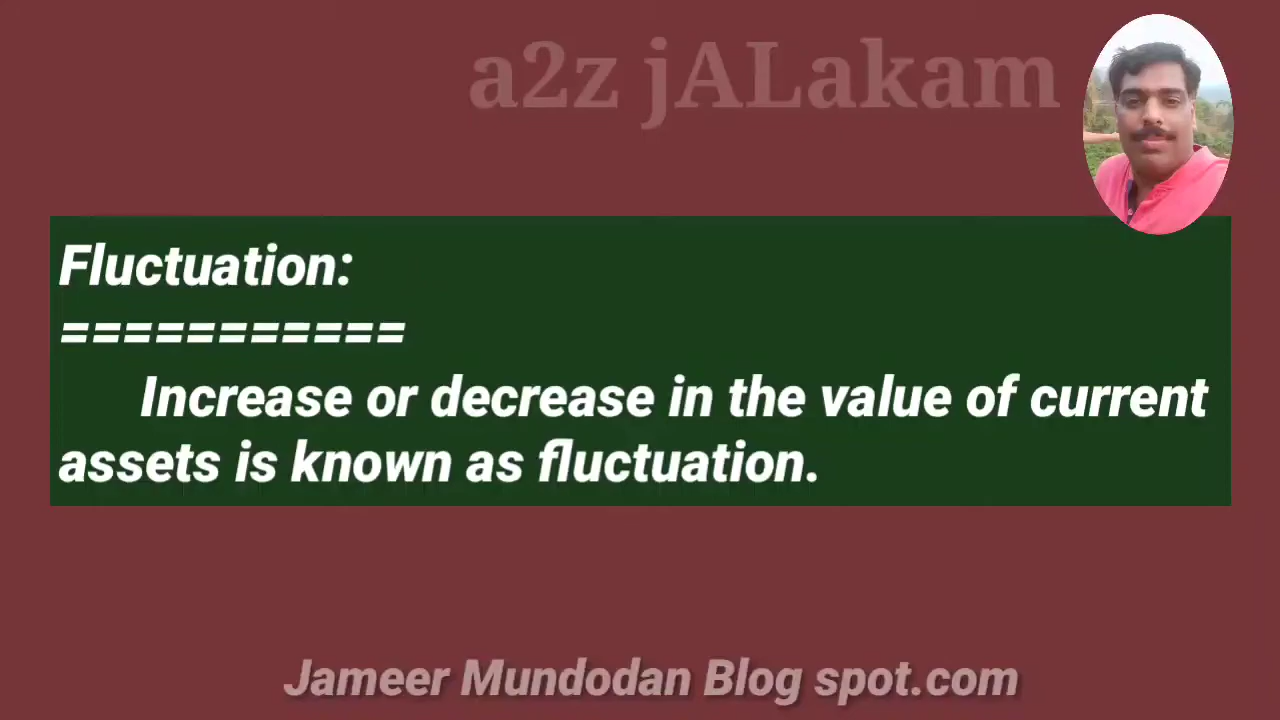 a2z jALakam
Fluctuation:
===========
Increase or decrease in the value of current
assets is known as fluctuation.
Jameer Mundodan Blog spot.com